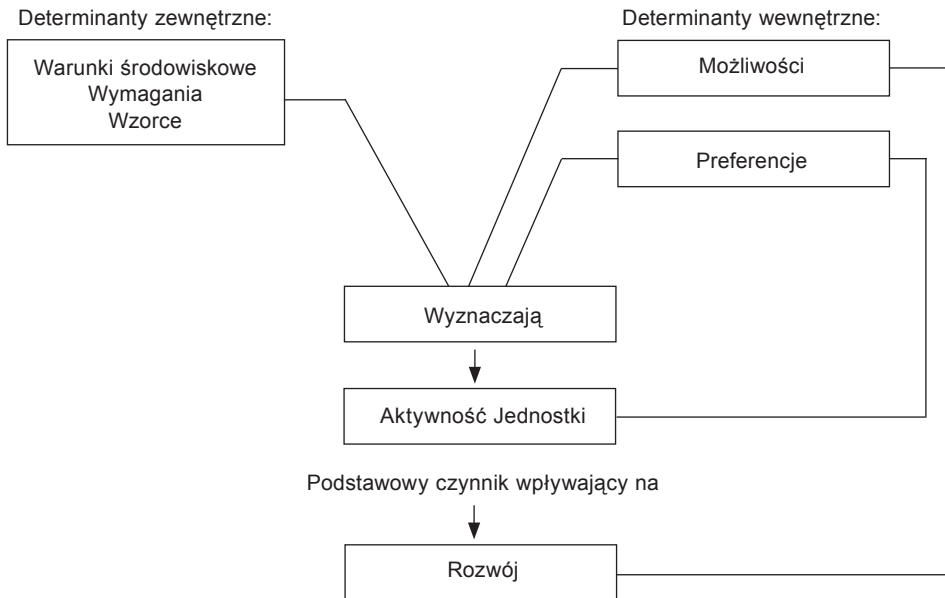 Determinanty zewnętrzne:
Warunki środowiskowe
Wymagania
Wzorce
Determinanty wewnętrzne:
Możliwości
Preferencje
Wyznaczają
Aktywność Jednostki
Podstawowy czynnik wpływający na
Rozwój